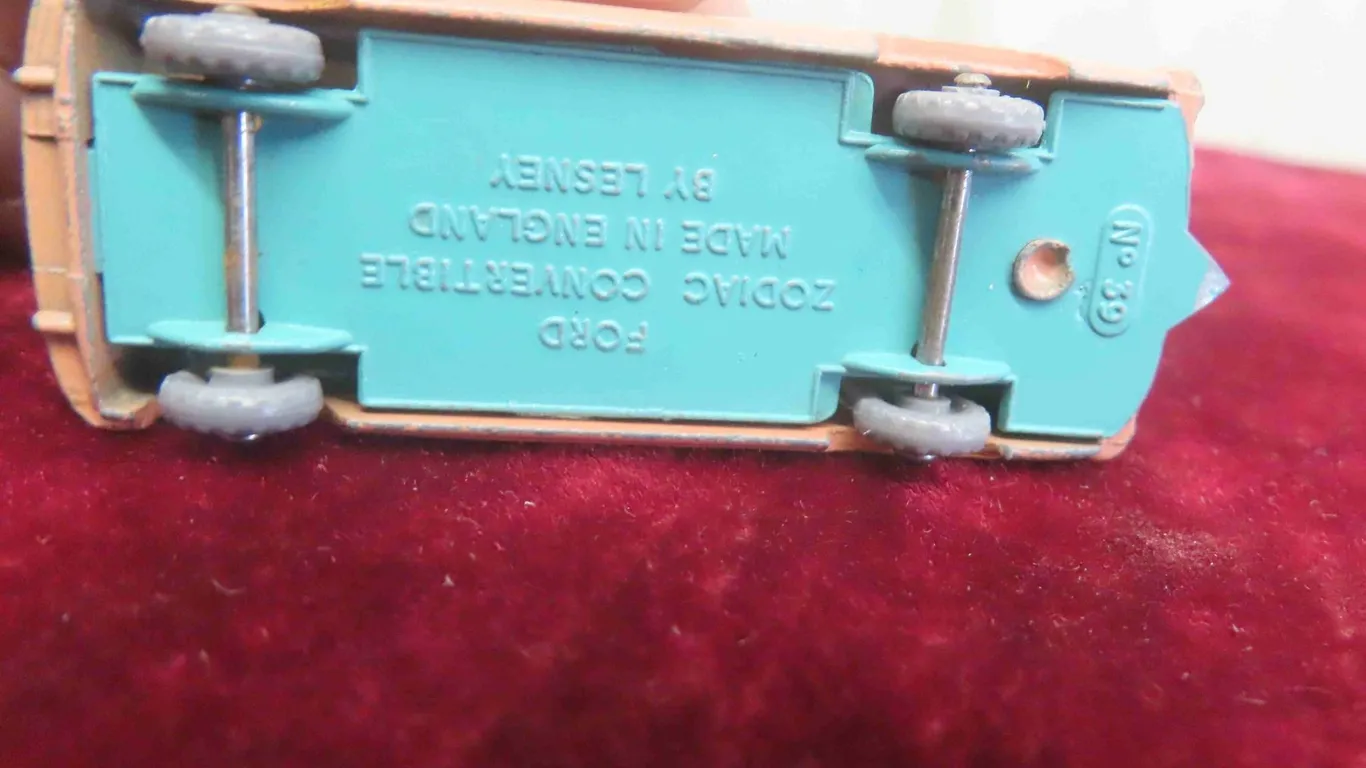 FORD
ZODIAC CONVERTIBLE
MADE IN ENGLAND
BY LESNEY
Nº 39